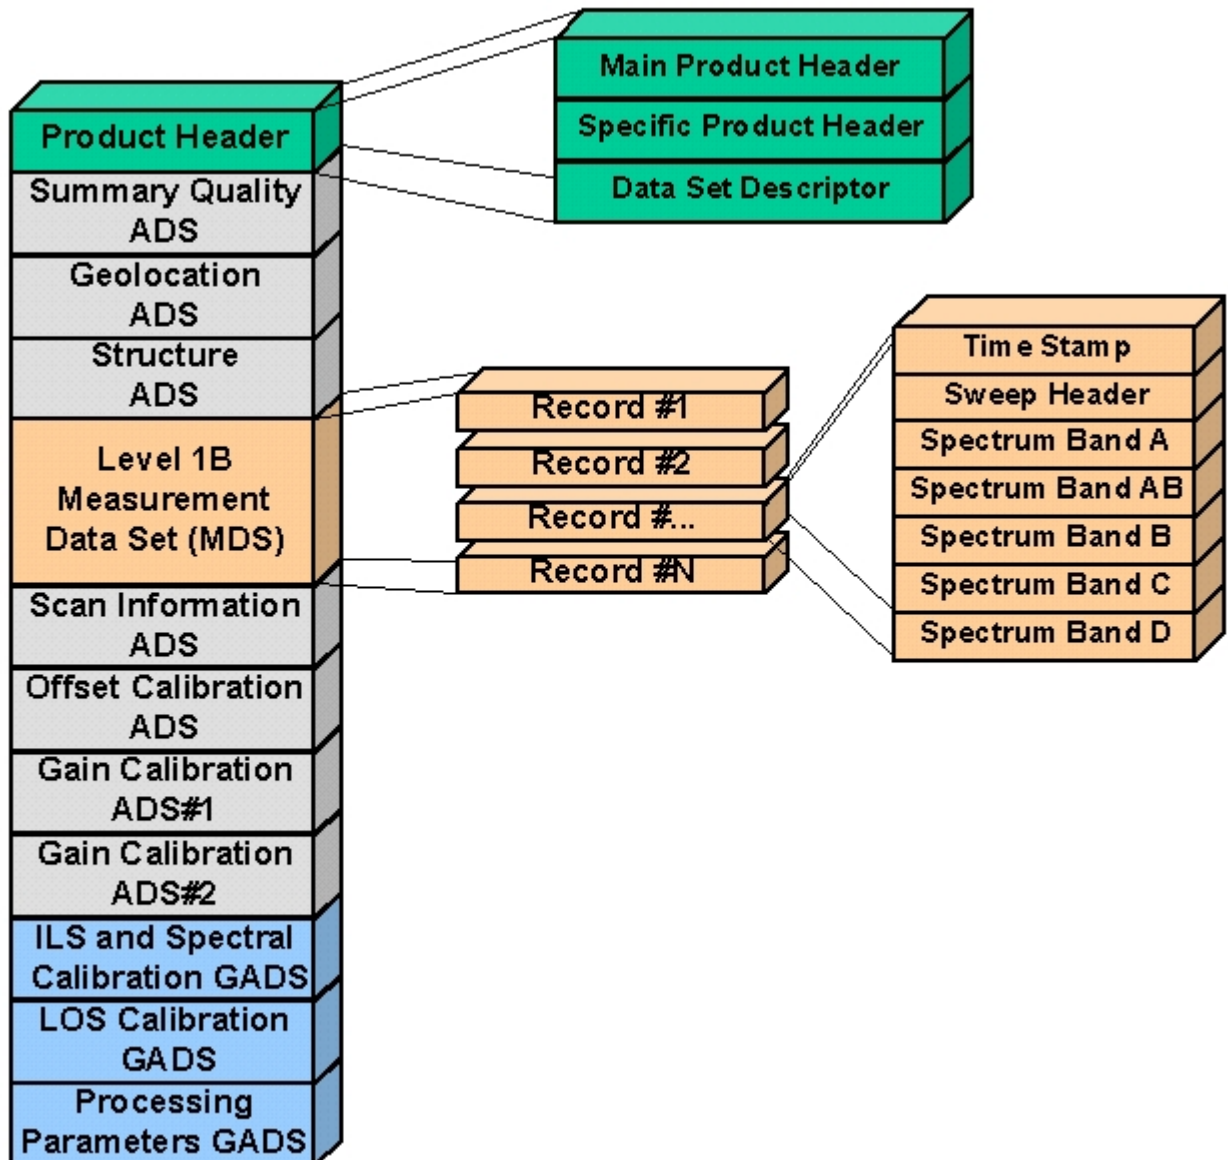 Product Header
Summary Quality
ADS
Geolocation
ADS
Structure
ADS
Level 1B
Measurement
Data Set (MDS)
Scan Information
ADS
Offset Calibration
ADS
Gain Calibration
ADS#1
Gain Calibration
ADS#2
ILS and Spectral
Calibration GADS
LOS Calibration
GADS
Processing
Parameters GADS
Main Product Header
Specific Product Header
Data Set Descriptor
Record #1
Record #2
Record #...
Record #N
Time Stamp
Sweep Header
Spectrum Band A
Spectrum Band AB
Spectrum Band B
Spectrum Band C
Spectrum Band D